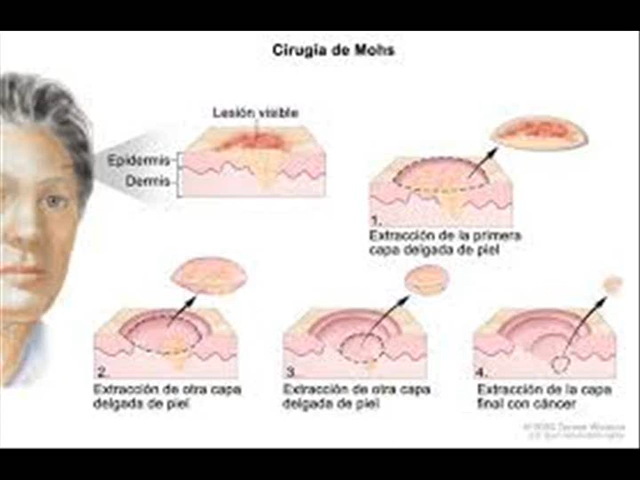 Cirugía de Mohs
Lesión visible
Epidermis
Dermis
1.
Extracción de la primera
capa delgada de piel
2.
Extracción de otra capa
delgada de piel
3.
Extracción de otra capa
delgada de piel
4.
Extracción de la capa
final con cáncer